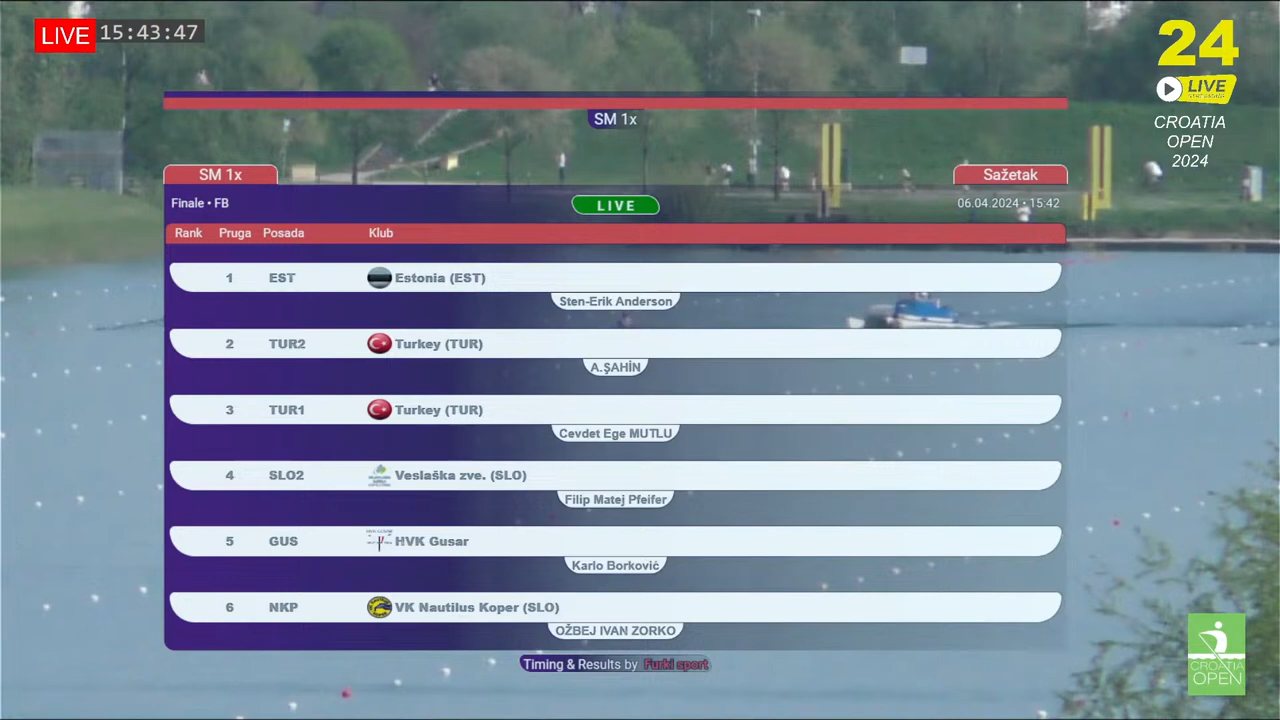 LIVE 15:43:47
24
LIVE
CROATIA
OPEN
2024
SM 1x
SM 1x Sažetak
Finale • FB LIVE 06.04.2024 • 15:42
Rank Pruga Posada Klub
1 EST Estonia (EST)
Sten-Erik Anderson
2 TUR2 Turkey (TUR)
A.ŞAHİN
3 TUR1 Turkey (TUR)
Cevdet Ege MUTLU
4 SLO2 Veslaška zve. (SLO)
Filip Matej Pfeifer
5 GUS HVK Gusar
Karlo Borković
6 NKP VK Nautilus Koper (SLO)
OŽBEJ IVAN ZORKO
Timing & Results by Furki sport
CROATIA
OPEN